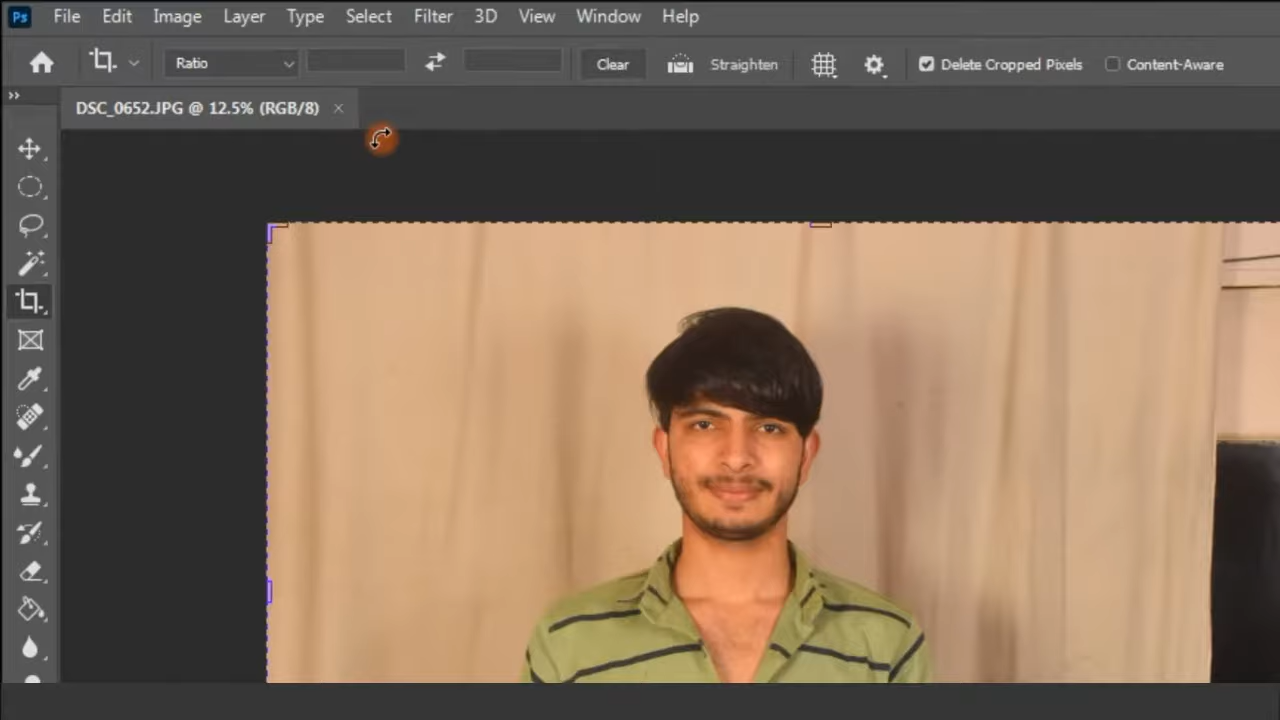 Ps File Edit Image Layer Type Select Filter 3D View Window Help
Ratio Clear Straighten Delete Cropped Pixels Content-Aware
DSC_0652.JPG @ 12.5% (RGB/8) ×